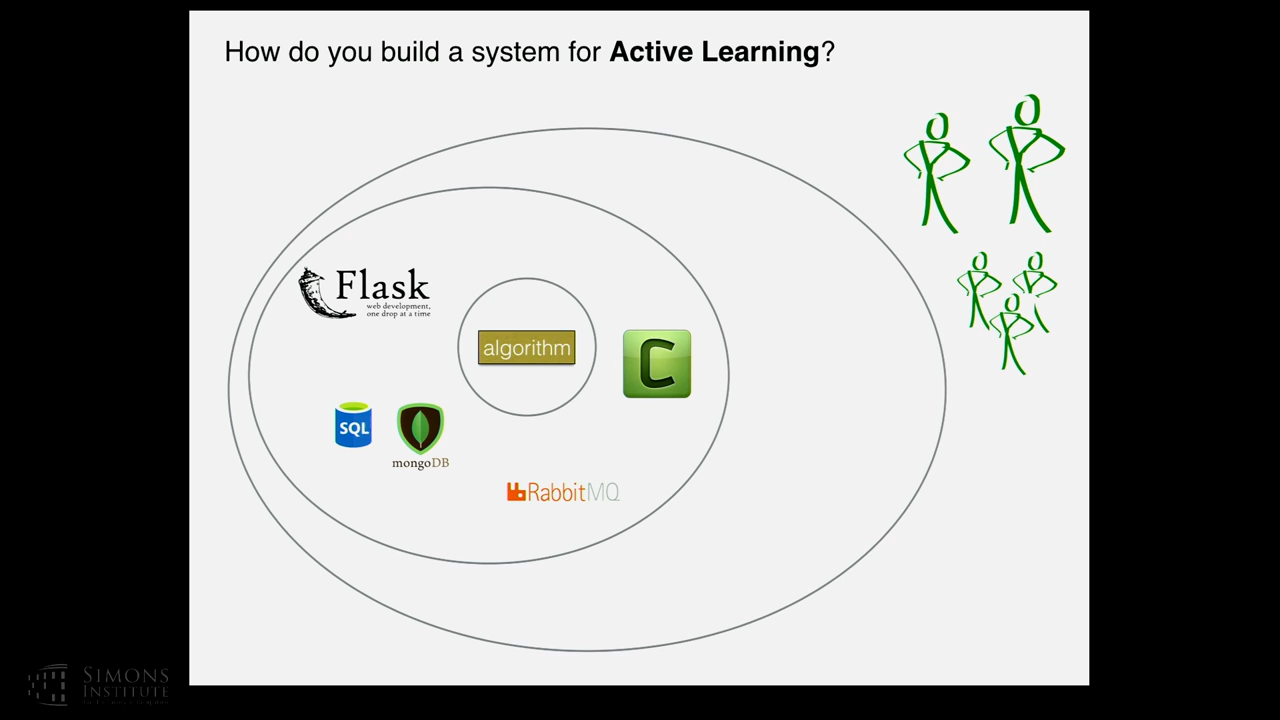 How do you build a system for Active Learning?
Flask
web development,
one drop at a time
algorithm
C
SQL
mongoDB
RabbitMQ
SIMONS
INSTITUTE